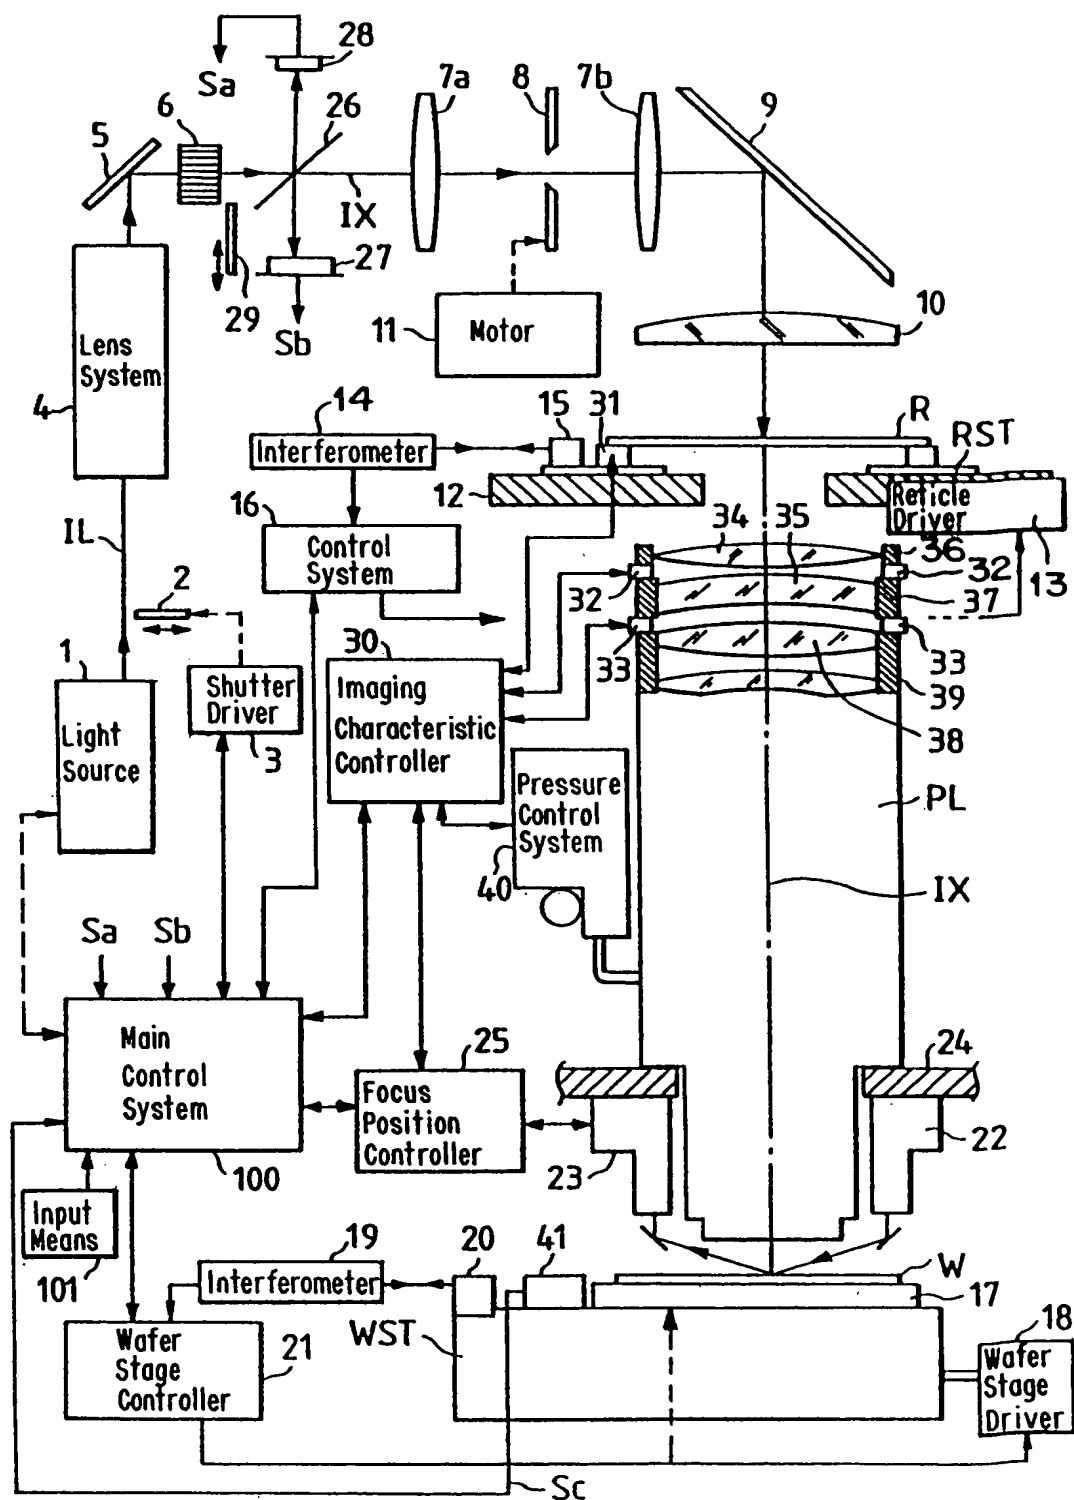 28
Sa
7a
8
7b
9
6
26
5
IX
27
29
Sb
11
Motor
10
Lens
System
4
14
15
31
R
RST
Interferometer
12
Reticle
Driver
16
34
35
IL
Control
System
36
32
32
13
37
2
1
30
33
33
Shutter
Driver
3
Imaging
Characteristic
Controller
39
38
Light
Source
Pressure
Control
System
PL
40
IX
Sa
Sb
Main
Control
System
25
24
Focus
Position
Controller
22
100
23
Input
Means
101
19
20
41
Interferometer
W
17
WST
18
Wafer
Stage
Controller
21
Wafer
Stage
Driver
Sc